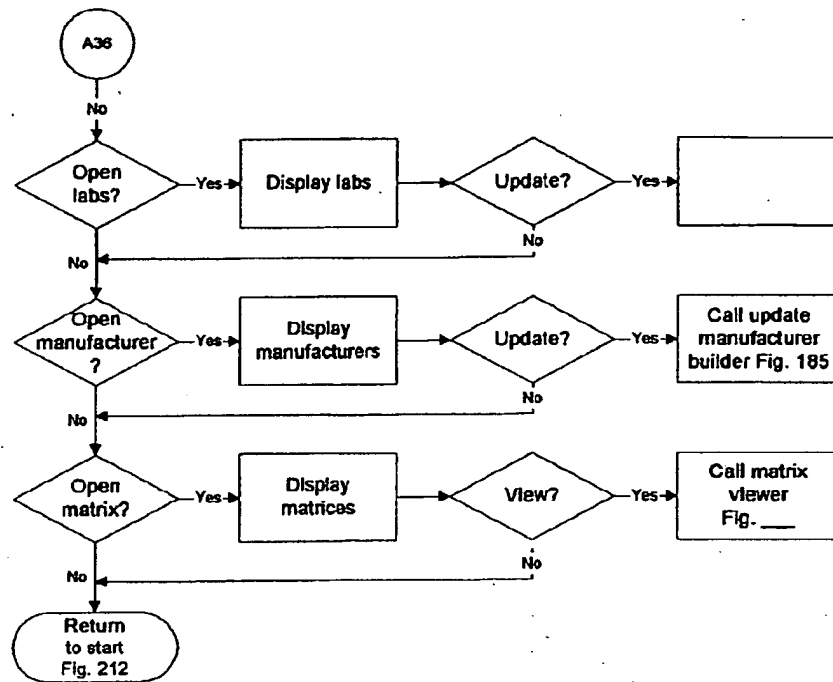 A36
No
Open
labs?
Yes
Display labs
Update?
Yes
No
No
Open
manufacturer
?
Yes
Display
manufacturers
Update?
Yes
Call update
manufacturer
builder Fig. 185
No
No
Open
matrix?
Yes
Display
matrices
View?
Yes
Call matrix
viewer
Fig. ___
No
No
Return
to start
Fig. 212